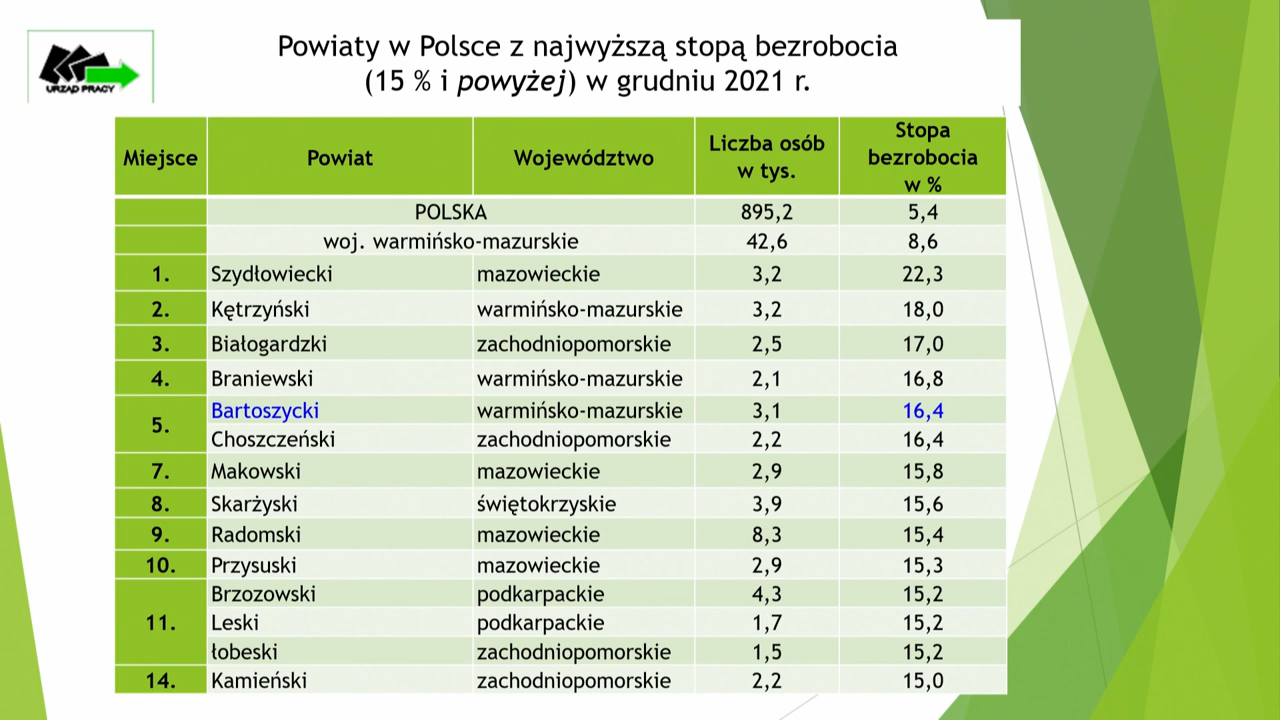 URZĄD PRACY
Powiaty w Polsce z najwyższą stopą bezrobocia
(15 % i powyżej) w grudniu 2021 r.
Miejsce Powiat Województwo Liczba osób w tys. Stopa bezrobocia w %
POLSKA 895,2 5,4
woj. warmińsko-mazurskie 42,6 8,6
1. Szydłowiecki mazowieckie 3,2 22,3
2. Kętrzyński warmińsko-mazurskie 3,2 18,0
3. Białogardzki zachodniopomorskie 2,5 17,0
4. Braniewski warmińsko-mazurskie 2,1 16,8
5. Bartoszycki warmińsko-mazurskie 3,1 16,4
Choszczeński zachodniopomorskie 2,2 16,4
7. Makowski mazowieckie 2,9 15,8
8. Skarżyski świętokrzyskie 3,9 15,6
9. Radomski mazowieckie 8,3 15,4
10. Przysuski mazowieckie 2,9 15,3
11. Brzozowski podkarpackie 4,3 15,2
Leski podkarpackie 1,7 15,2
łobeski zachodniopomorskie 1,5 15,2
14. Kamieński zachodniopomorskie 2,2 15,0